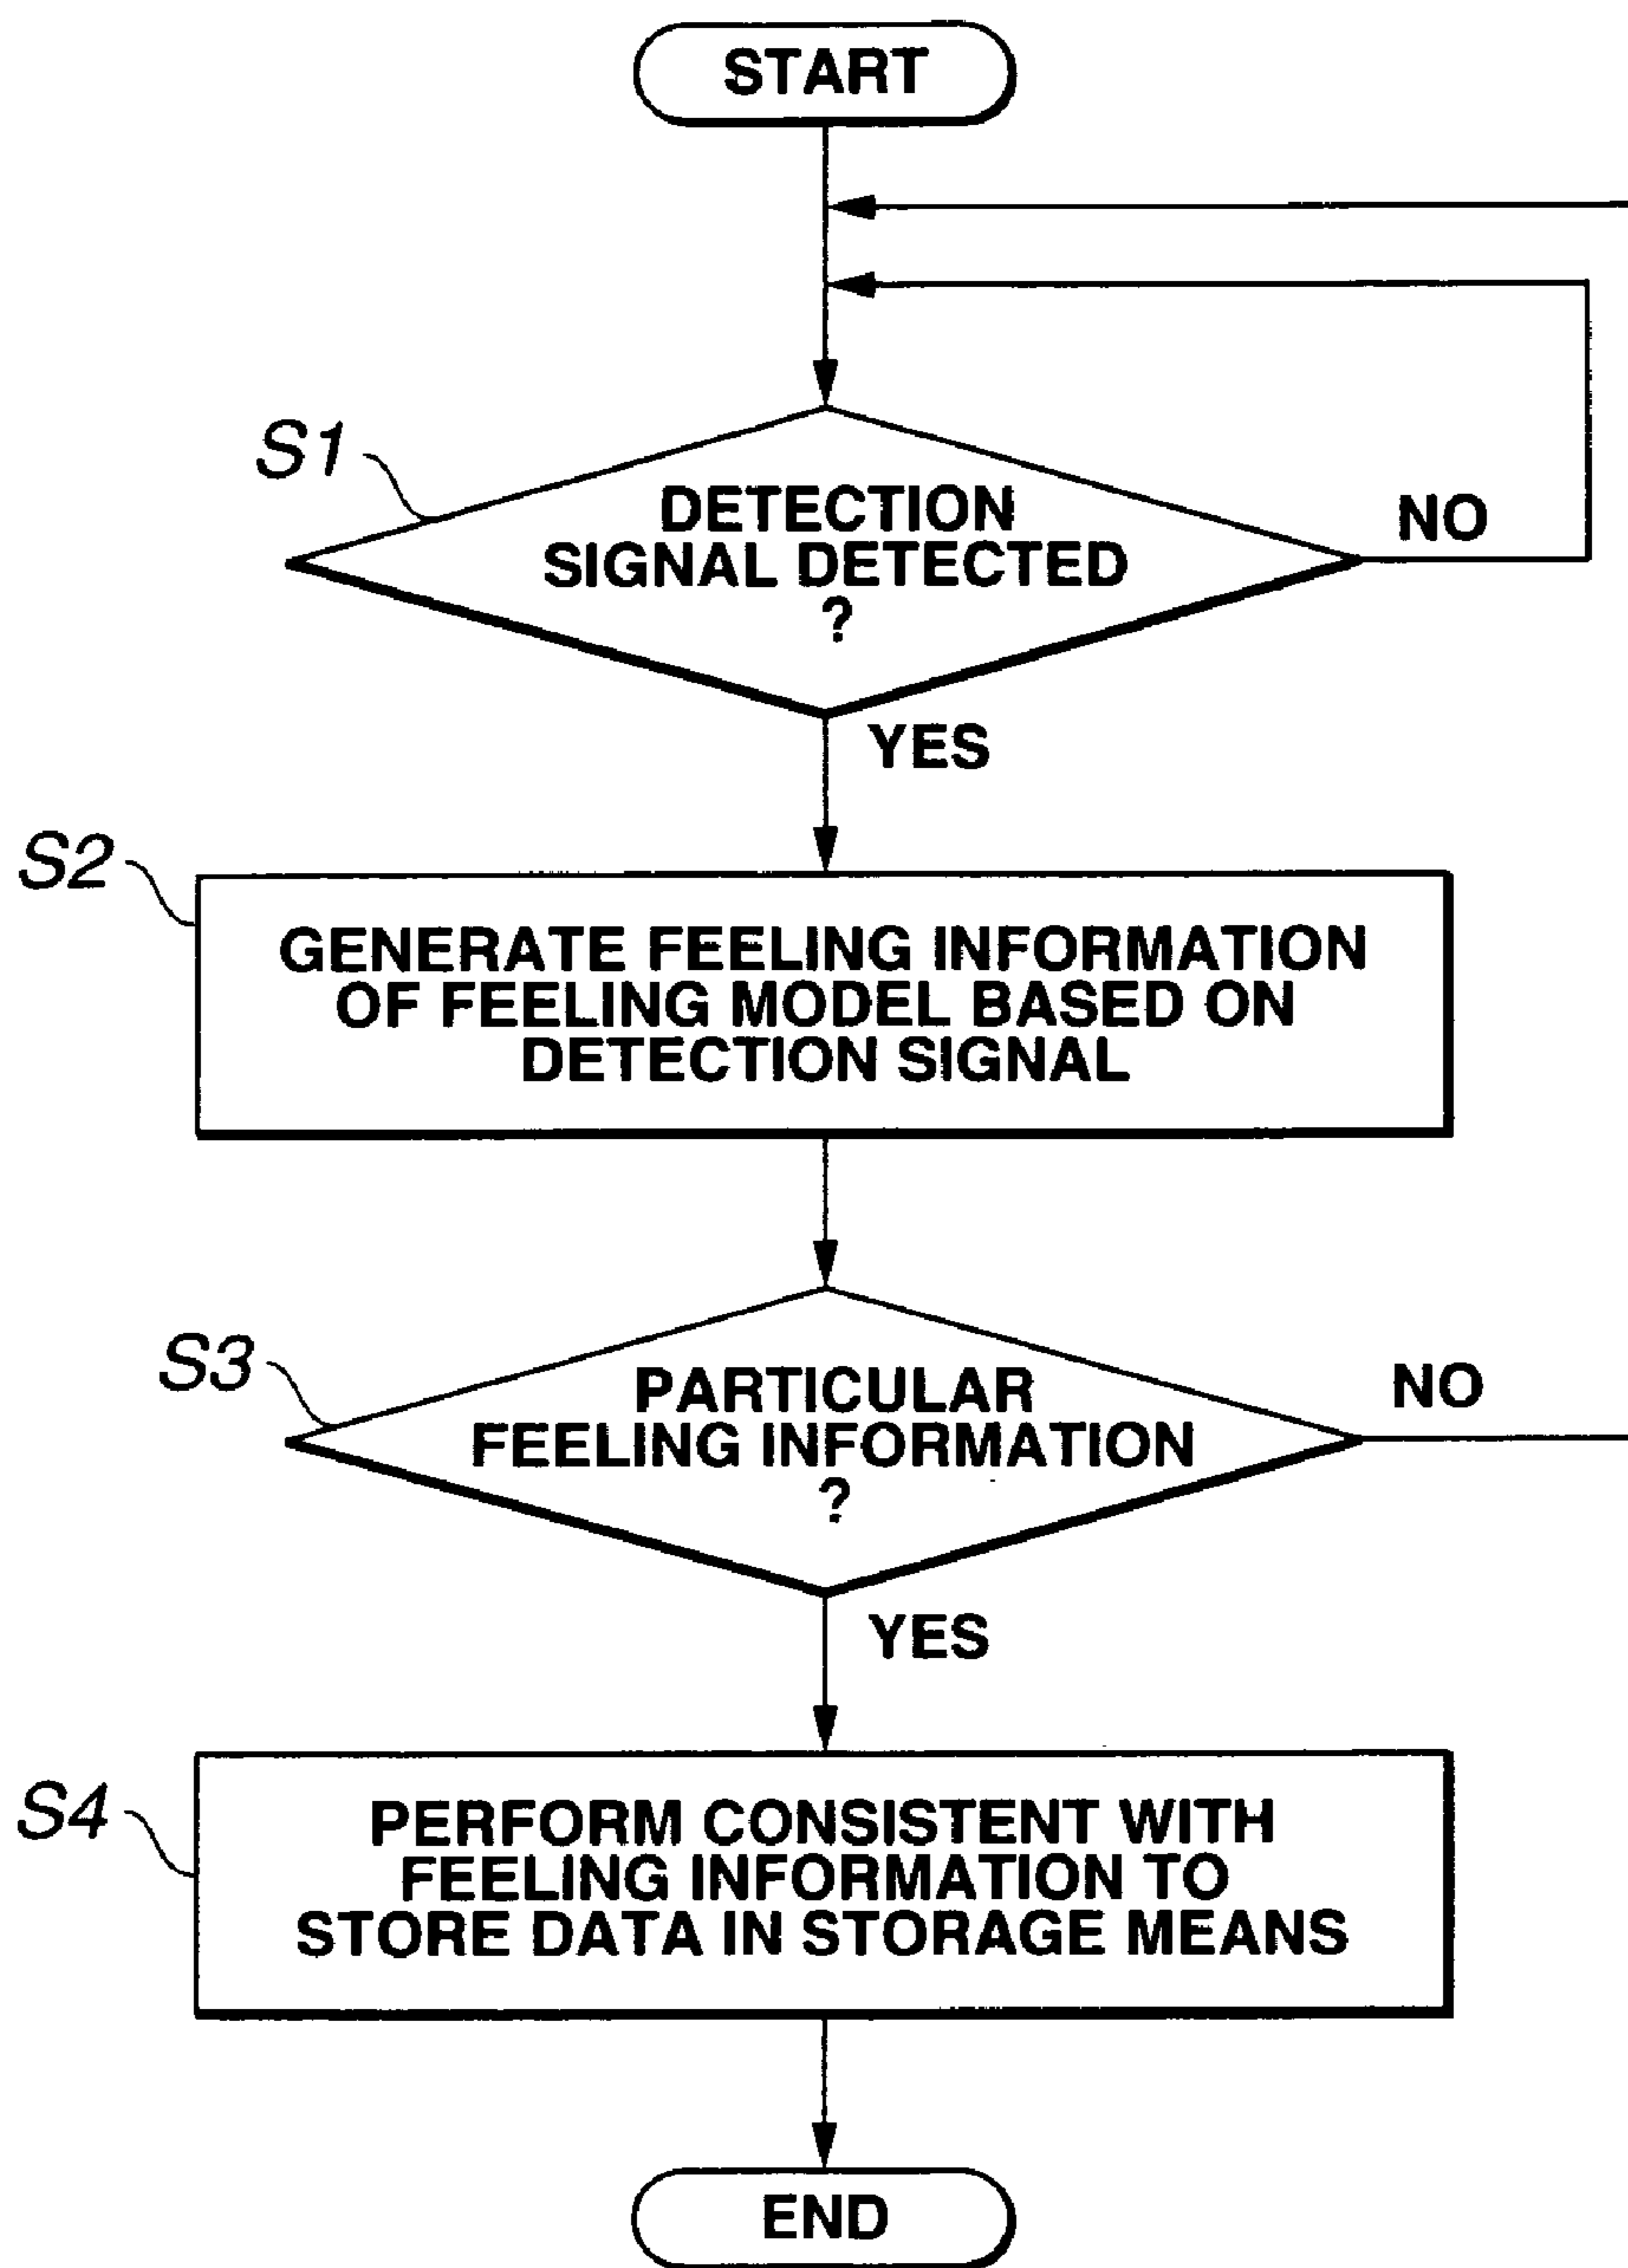 START
S1
DETECTION
SIGNAL DETECTED
?
NO
YES
S2
GENERATE FEELING INFORMATION
OF FEELING MODEL BASED ON
DETECTION SIGNAL
S3
PARTICULAR
FEELING INFORMATION
?
NO
YES
S4
PERFORM CONSISTENT WITH
FEELING INFORMATION TO
STORE DATA IN STORAGE MEANS
END